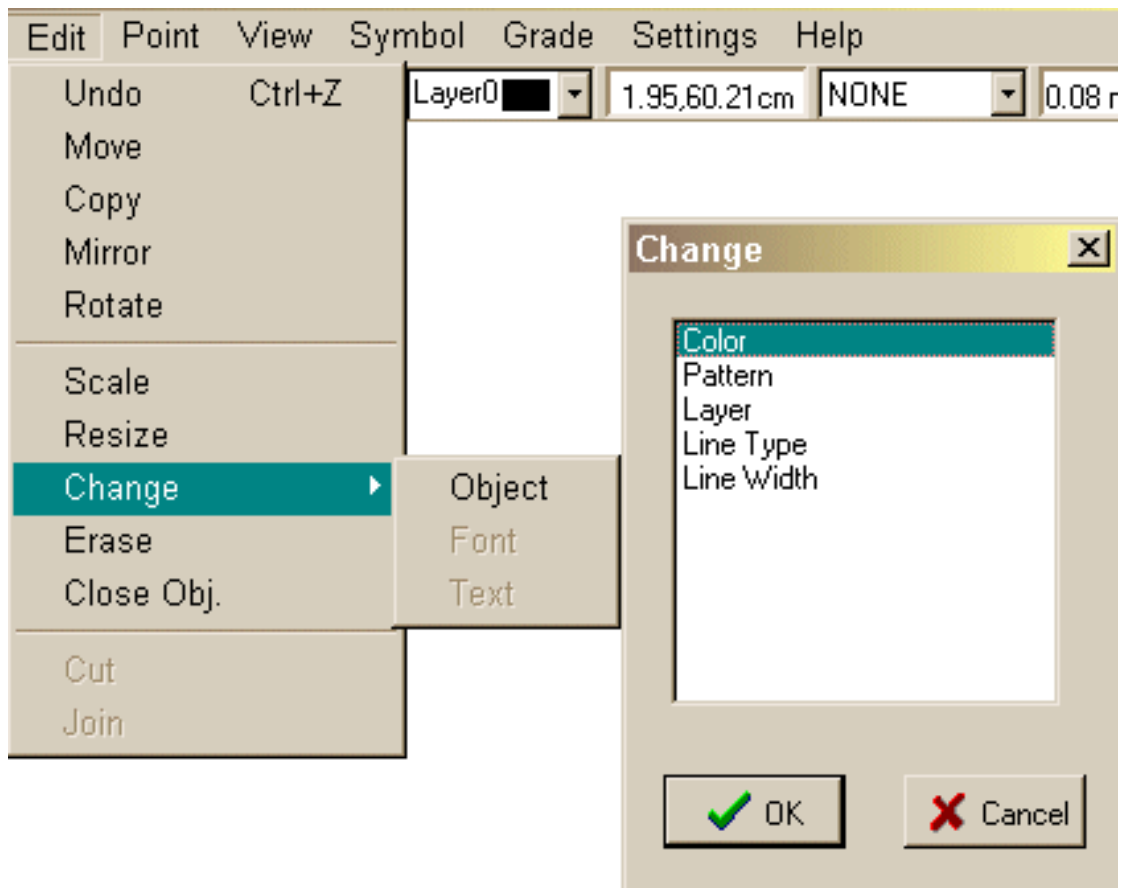 Edit Point View Symbol Grade Settings Help
Undo Ctrl+Z
Layer0 1.95,60.21cm NONE 0.08
Move
Copy
Mirror
Rotate
Scale
Resize
Change
Erase
Close Obj.
Cut
Join
Object
Font
Text
Change
Color
Pattern
Layer
Line Type
Line Width
OK Cancel